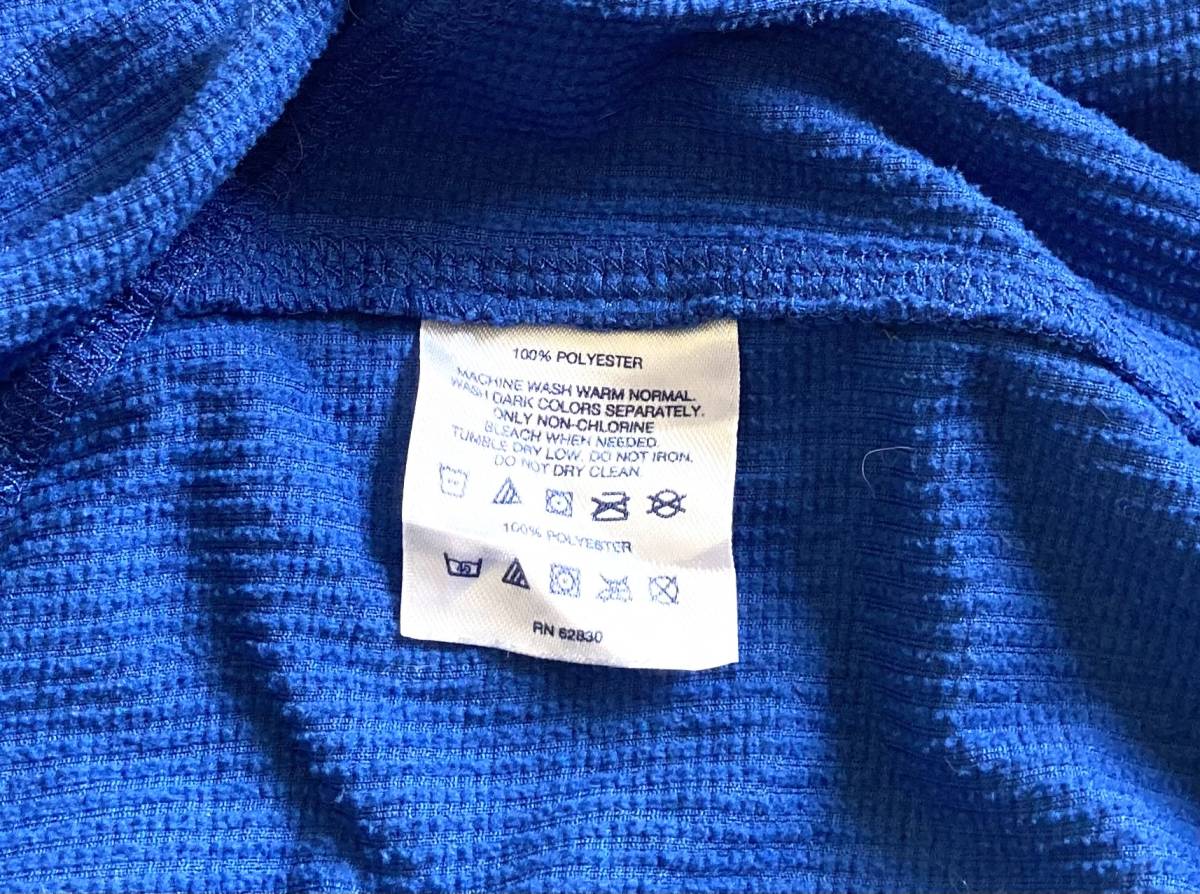 100% POLYESTER
MACHINE WASH WARM NORMAL.
WASH DARK COLORS SEPARATELY.
ONLY NON-CHLORINE
BLEACH WHEN NEEDED.
TUMBLE DRY LOW. DO NOT IRON.
DO NOT DRY CLEAN.
100% POLYESTER
RN 62830